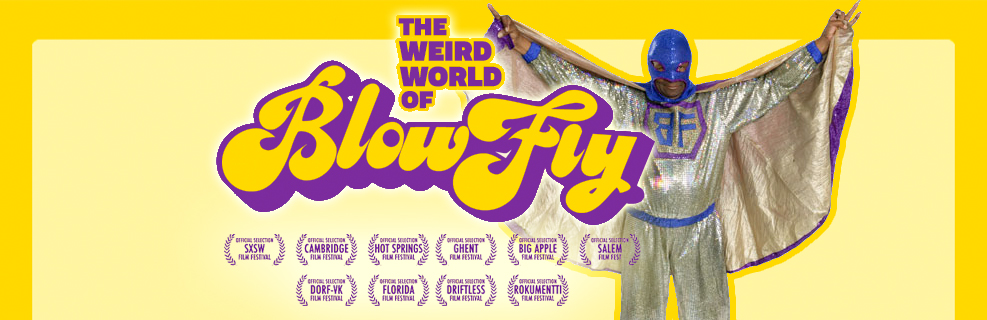 THE
WEIRD
WORLD
OF
BlowFly
BF
OFFICIAL SELECTION
SXSW
FILM FESTIVAL
OFFICIAL SELECTION
CAMBRIDGE
FILM FESTIVAL
OFFICIAL SELECTION
HOT SPRINGS
FILM FESTIVAL
OFFICIAL SELECTION
GHENT
FILM FESTIVAL
OFFICIAL SELECTION
BIG APPLE
FILM FESTIVAL
OFFICIAL SELECTION
SALEM
FILM FEST
OFFICIAL SELECTION
DORF-VK
FILM FESTIVAL
OFFICIAL SELECTION
FLORIDA
FILM FESTIVAL
OFFICIAL SELECTION
DRIFTLESS
FILM FESTIVAL
OFFICIAL SELECTION
ROKUMENTTI
FILM FESTIVAL